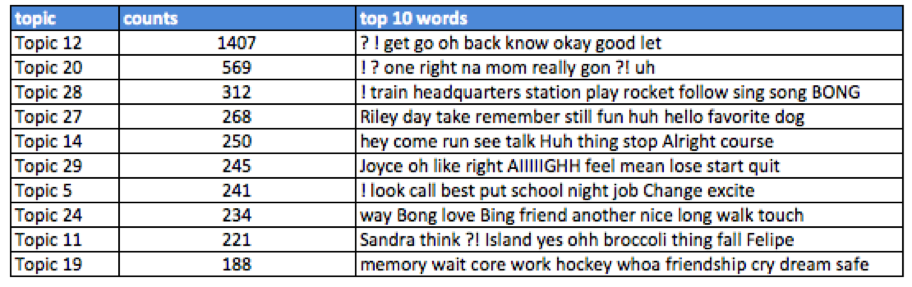 topic counts top 10 words
Topic 12 1407 ? ! get go oh back know okay good let
Topic 20 569 ! ? one right na mom really gon ?! uh
Topic 28 312 ! train headquarters station play rocket follow sing song BONG
Topic 27 268 Riley day take remember still fun huh hello favorite dog
Topic 14 250 hey come run see talk Huh thing stop Alright course
Topic 29 245 Joyce oh like right AIIIIIGHH feel mean lose start quit
Topic 5 241 ! look call best put school night job Change excite
Topic 24 234 way Bong love Bing friend another nice long walk touch
Topic 11 221 Sandra think ?! Island yes ohh broccoli thing fall Felipe
Topic 19 188 memory wait core work hockey whoa friendship cry dream safe